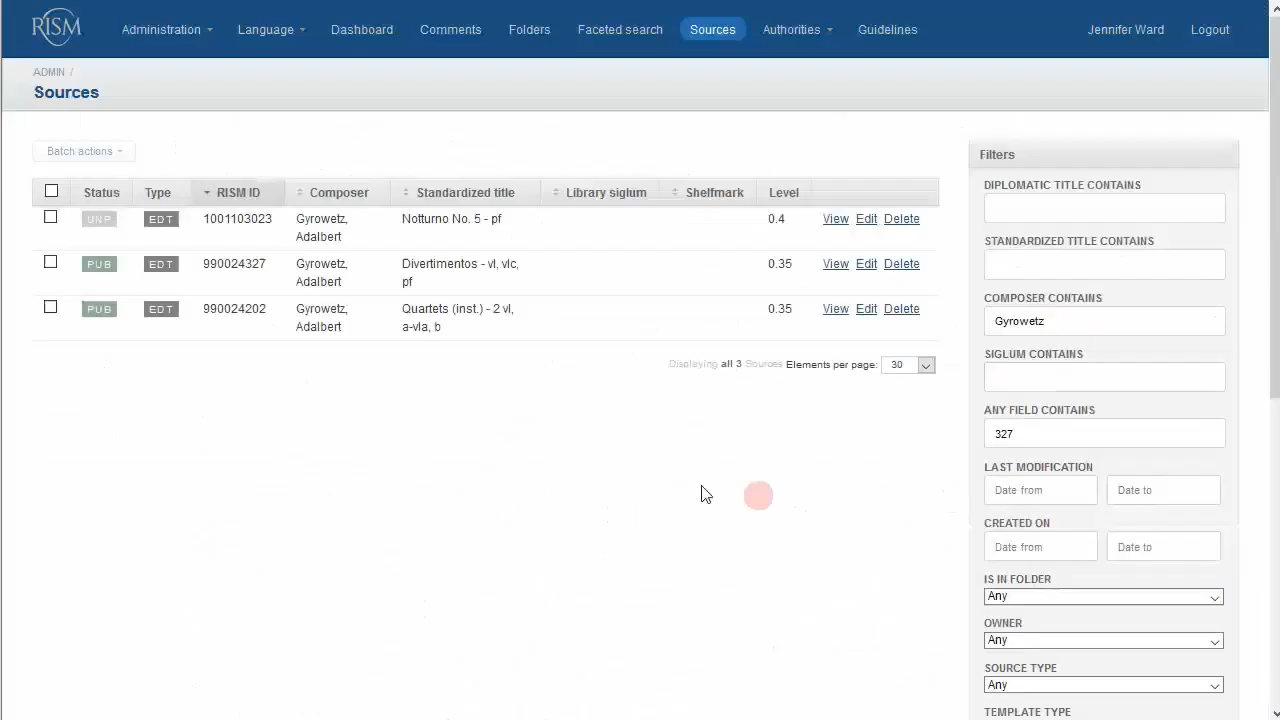 RISM
Administration Language Dashboard Comments Folders Faceted search Sources Authorities Guidelines Jennifer Ward Logout
ADMIN /
Sources
Batch actions
Status Type RISM ID Composer Standardized title Library siglum Shelfmark Level
UNP EDT 1001103023 Gyrowetz, Notturno No. 5 - pf 0.4 View Edit Delete
Adalbert
PUB EDT 990024327 Gyrowetz, Divertimentos - vl, vlc, 0.35 View Edit Delete
Adalbert pf
PUB EDT 990024202 Gyrowetz, Quartets (inst.) - 2 vl, 0.35 View Edit Delete
Adalbert a-vla, b
Displaying all 3 Sources Elements per page: 30
Filters
DIPLOMATIC TITLE CONTAINS
STANDARDIZED TITLE CONTAINS
COMPOSER CONTAINS
Gyrowetz
SIGLUM CONTAINS
ANY FIELD CONTAINS
327
LAST MODIFICATION
Date from Date to
CREATED ON
Date from Date to
IS IN FOLDER
Any
OWNER
Any
SOURCE TYPE
Any
TEMPLATE TYPE